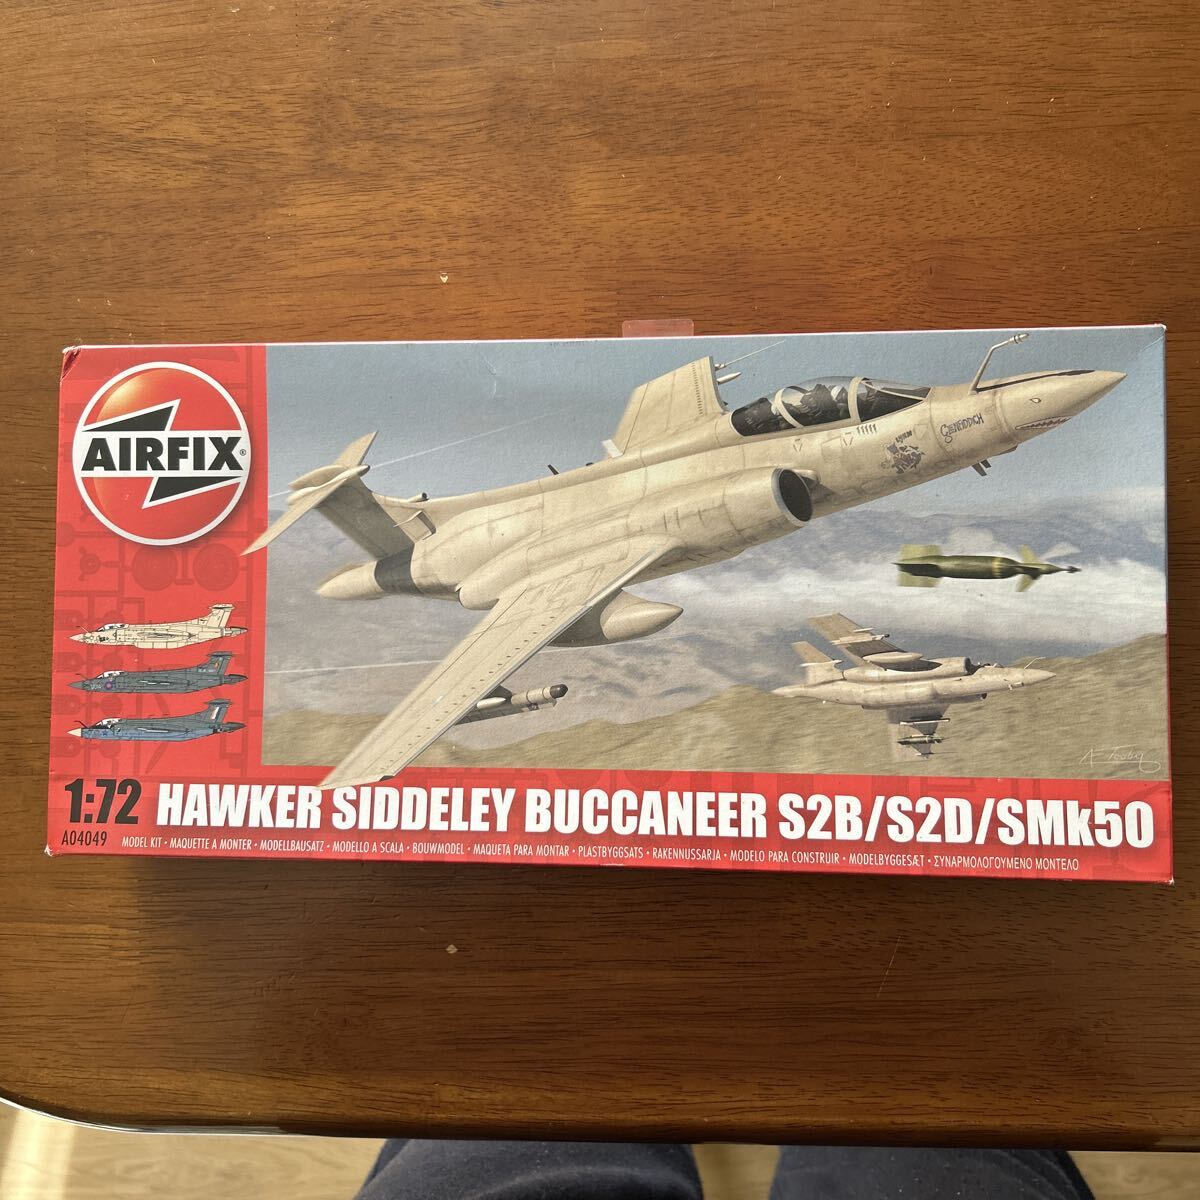 AIRFIX®
GLENFIDDICH
1:72 HAWKER SIDDELEY BUCCANEER S2B/S2D/SMk50
A04049 MODEL KIT • MAQUETTE A MONTER • MODELLBAUSATZ • MODELLO A SCALA • BOUWMODEL • MAQUETA PARA MONTAR • PLASTBYGGSATS • RAKENNUSSARJA • MODELO PARA CONSTRUIR • MODELBYGGESÆT • ΣΥΝΑΡΜΟΛΟΓΟΥΜΕΝΟ ΜΟΝΤΕΛΟ